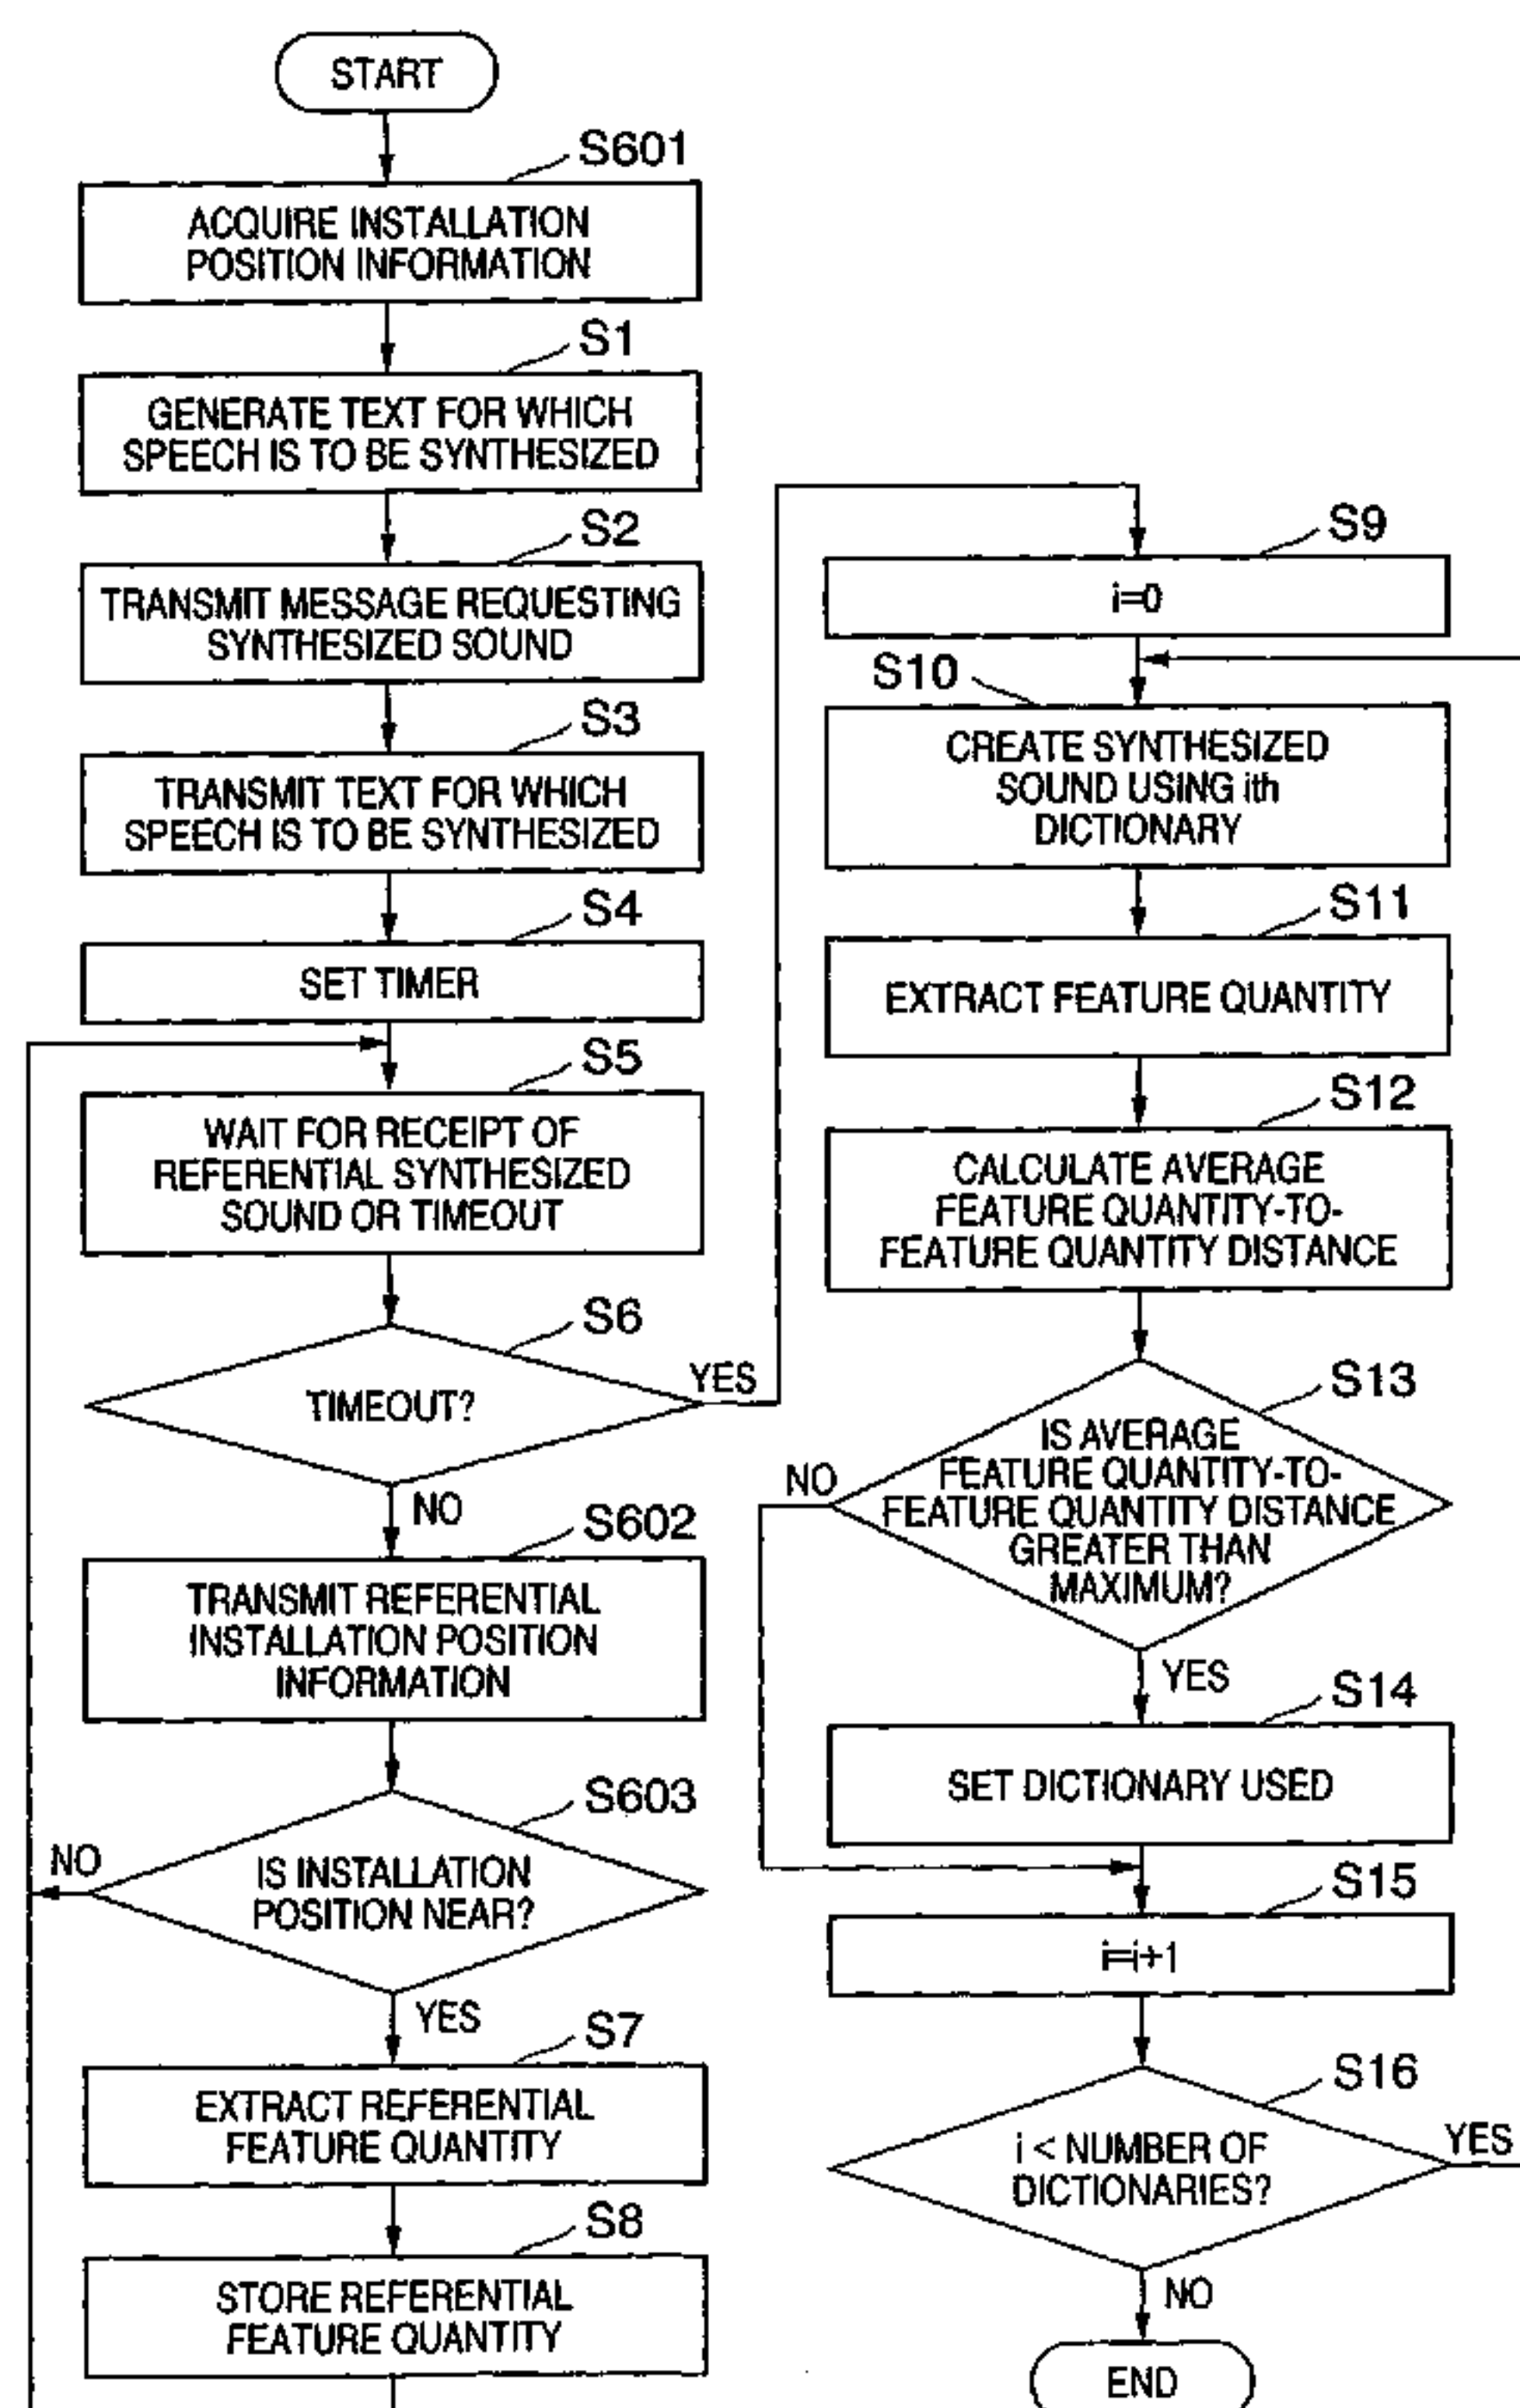 START
S601
ACQUIRE INSTALLATION
POSITION INFORMATION
S1
GENERATE TEXT FOR WHICH
SPEECH IS TO BE SYNTHESIZED
S2
TRANSMIT MESSAGE REQUESTING
SYNTHESIZED SOUND
S3
TRANSMIT TEXT FOR WHICH
SPEECH IS TO BE SYNTHESIZED
S4
SET TIMER
S5
WAIT FOR RECEIPT OF
REFERENTIAL SYNTHESIZED
SOUND OR TIMEOUT
S6
TIMEOUT?
YES
NO
S602
TRANSMIT REFERENTIAL
INSTALLATION POSITION
INFORMATION
S603
IS INSTALLATION
POSITION NEAR?
NO
YES
S7
EXTRACT REFERENTIAL
FEATURE QUANTITY
S8
STORE REFERENTIAL
FEATURE QUANTITY
S9
i=0
S10
CREATE SYNTHESIZED
SOUND USING ith
DICTIONARY
S11
EXTRACT FEATURE QUANTITY
S12
CALCULATE AVERAGE
FEATURE QUANTITY-TO-
FEATURE QUANTITY DISTANCE
S13
IS AVERAGE
FEATURE QUANTITY-TO-
FEATURE QUANTITY DISTANCE
GREATER THAN
MAXIMUM?
NO
YES
S14
SET DICTIONARY USED
S15
i=i+1
S16
i < NUMBER OF
DICTIONARIES?
YES
NO
END